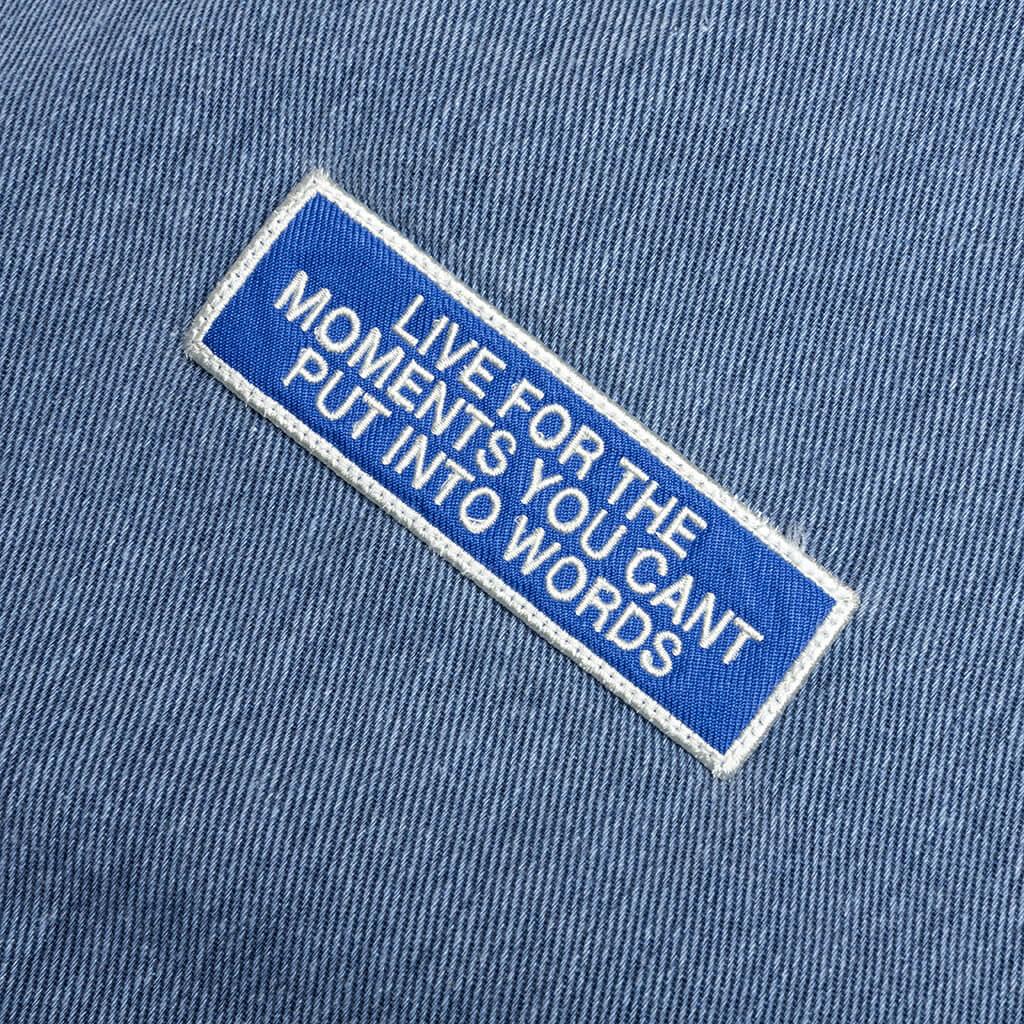 LIVE FOR THE
MOMENTS YOU CANT
PUT INTO WORDS